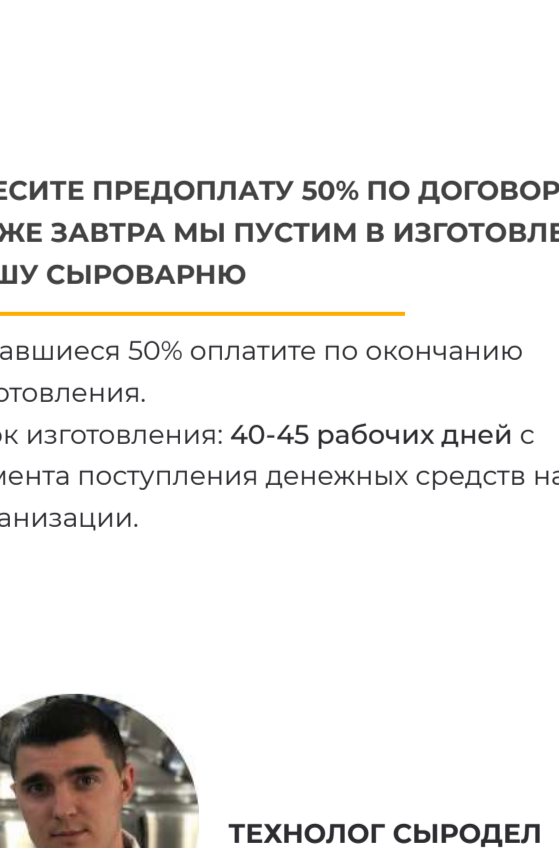 ЕСИТЕ ПРЕДОПЛАТУ 50% ПО ДОГОВОР
ЖЕ ЗАВТРА МЫ ПУСТИМ В ИЗГОТОВЛЕ
ШУ СЫРОВАРНЮ
авшиеся 50% оплатите по окончанию
отовления.
ок изготовления: 40-45 рабочих дней с
мента поступления денежных средств на
анизации.
ТЕХНОЛОГ СЫРОДЕЛ